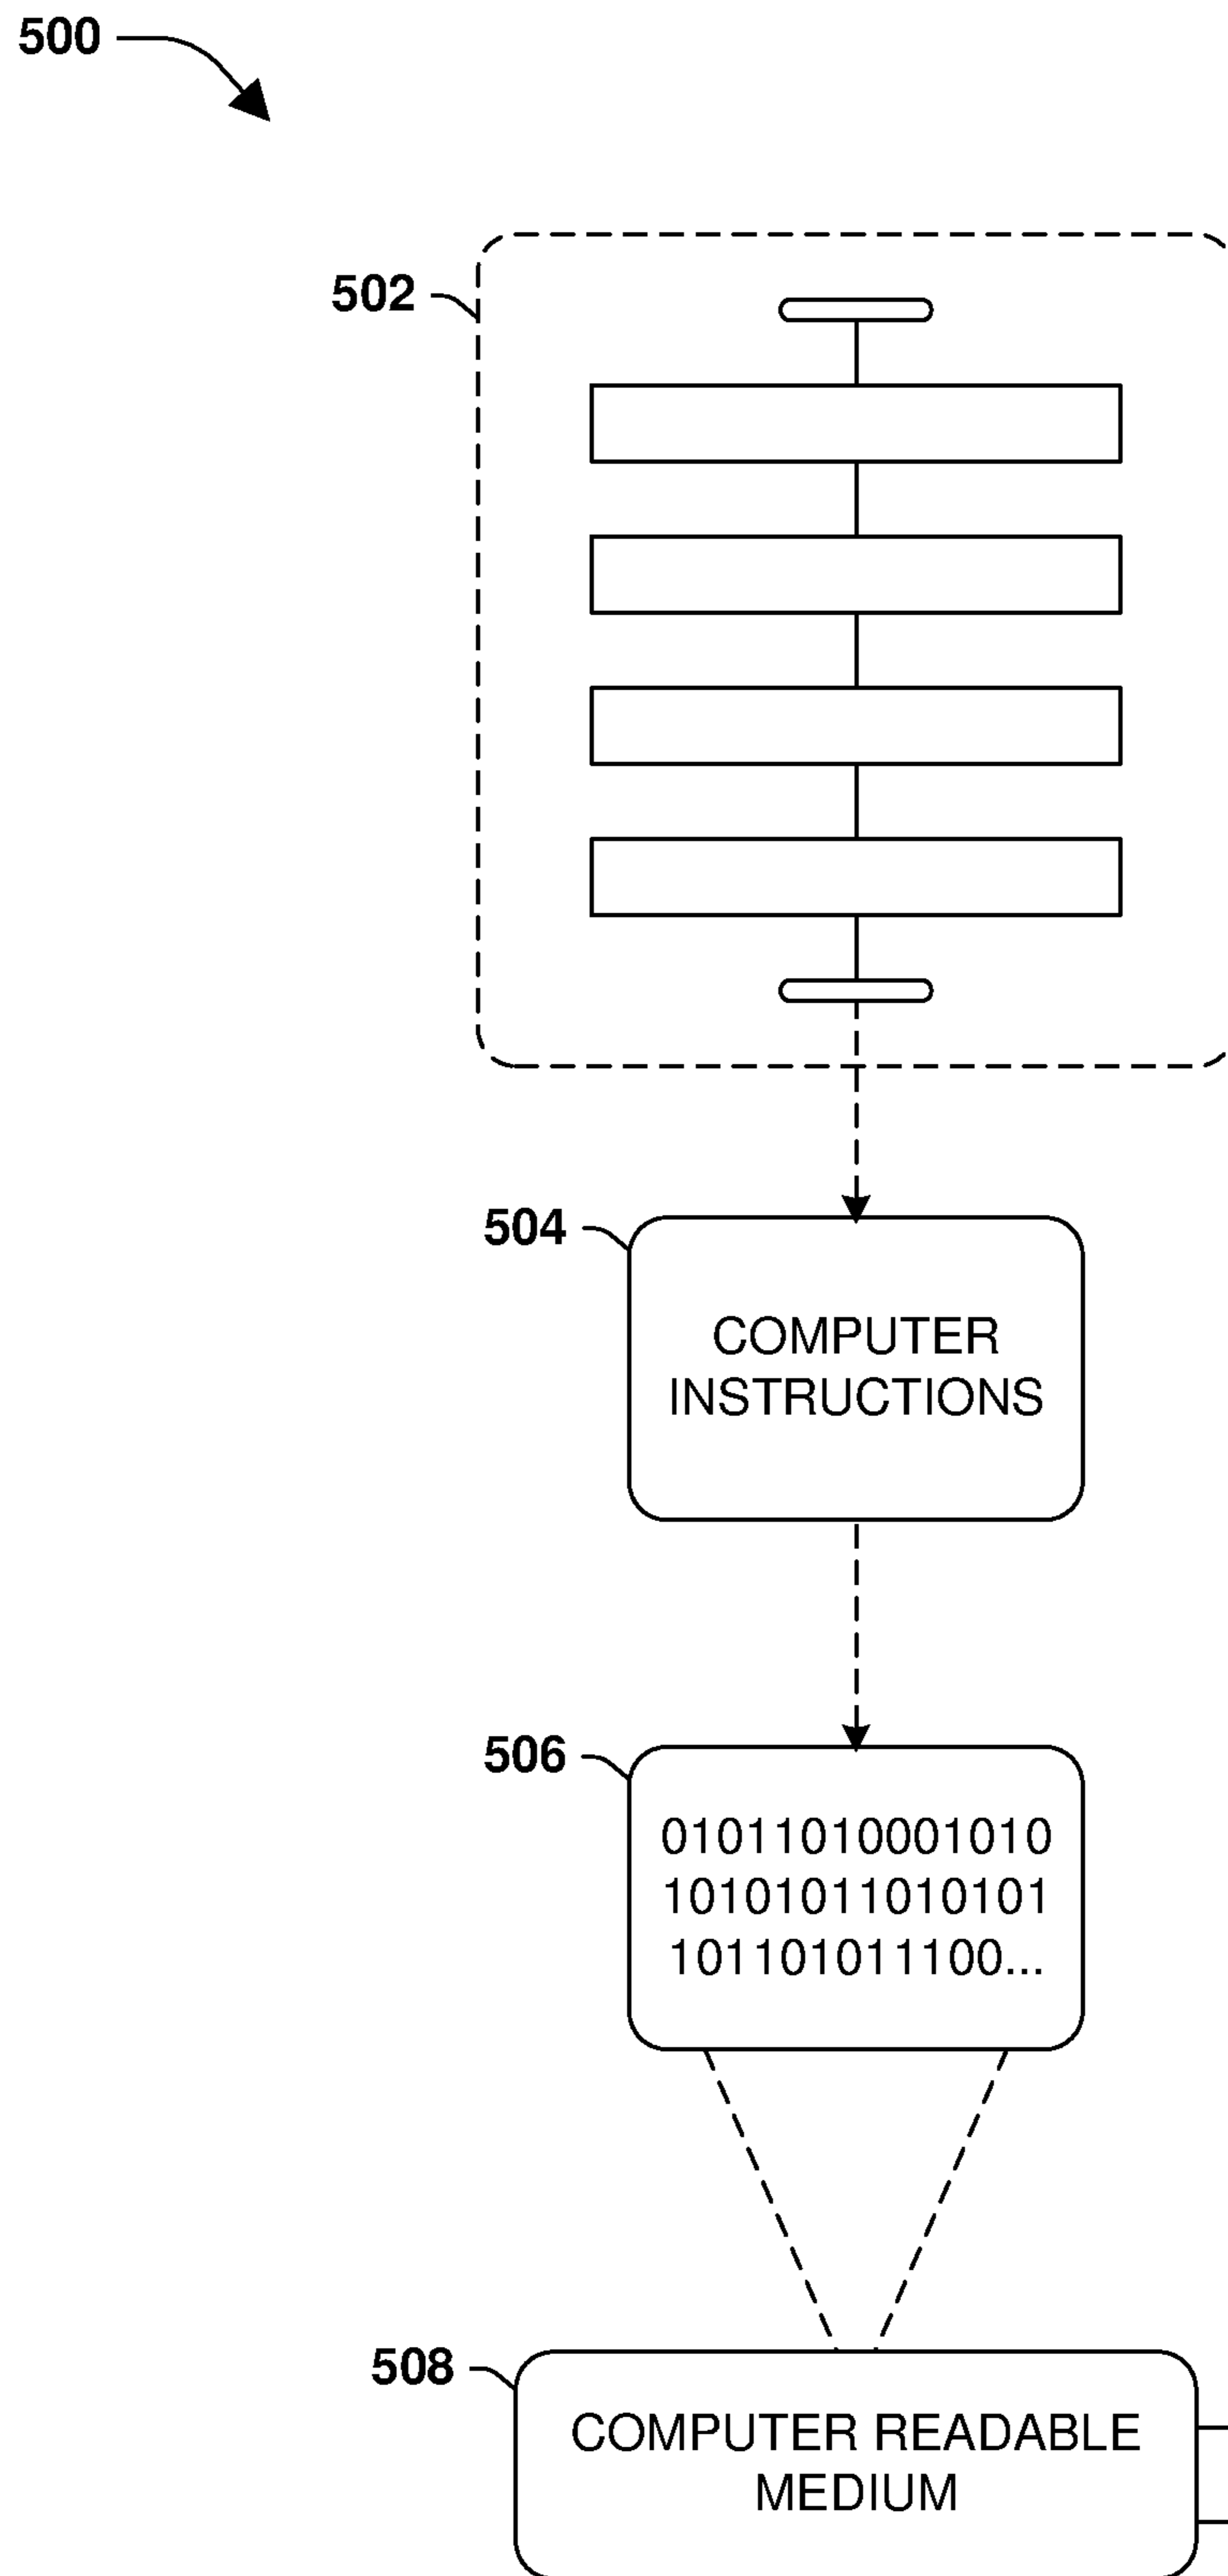 500
502
504
COMPUTER
INSTRUCTIONS
506
01011010001010
10101011010101
101101011100...
508
COMPUTER READABLE
MEDIUM